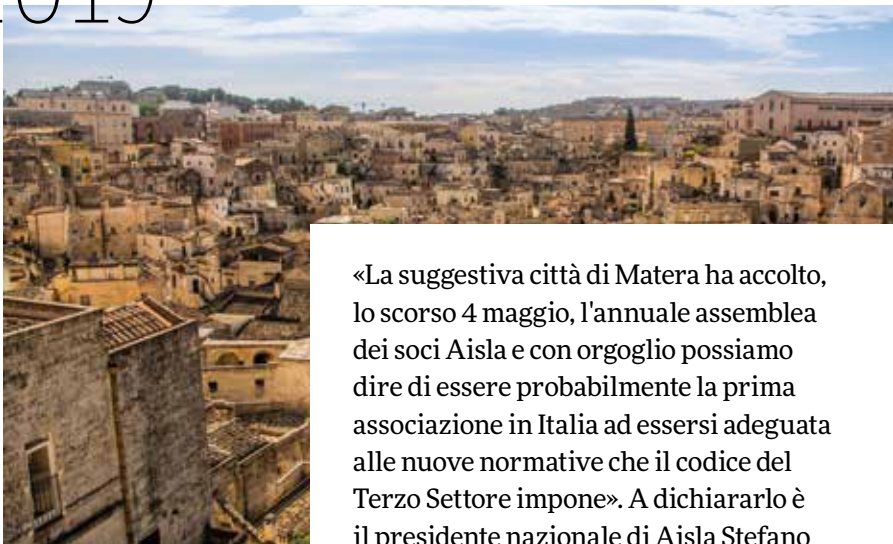 2019
«La suggestiva città di Matera ha accolto,
lo scorso 4 maggio, l'annuale assemblea
dei soci Aisla e con orgoglio possiamo
dire di essere probabilmente la prima
associazione in Italia ad essersi adeguata
alle nuove normative che il codice del
Terzo Settore impone». A dichiararlo è
il presidente nazionale di Aisla Stefano